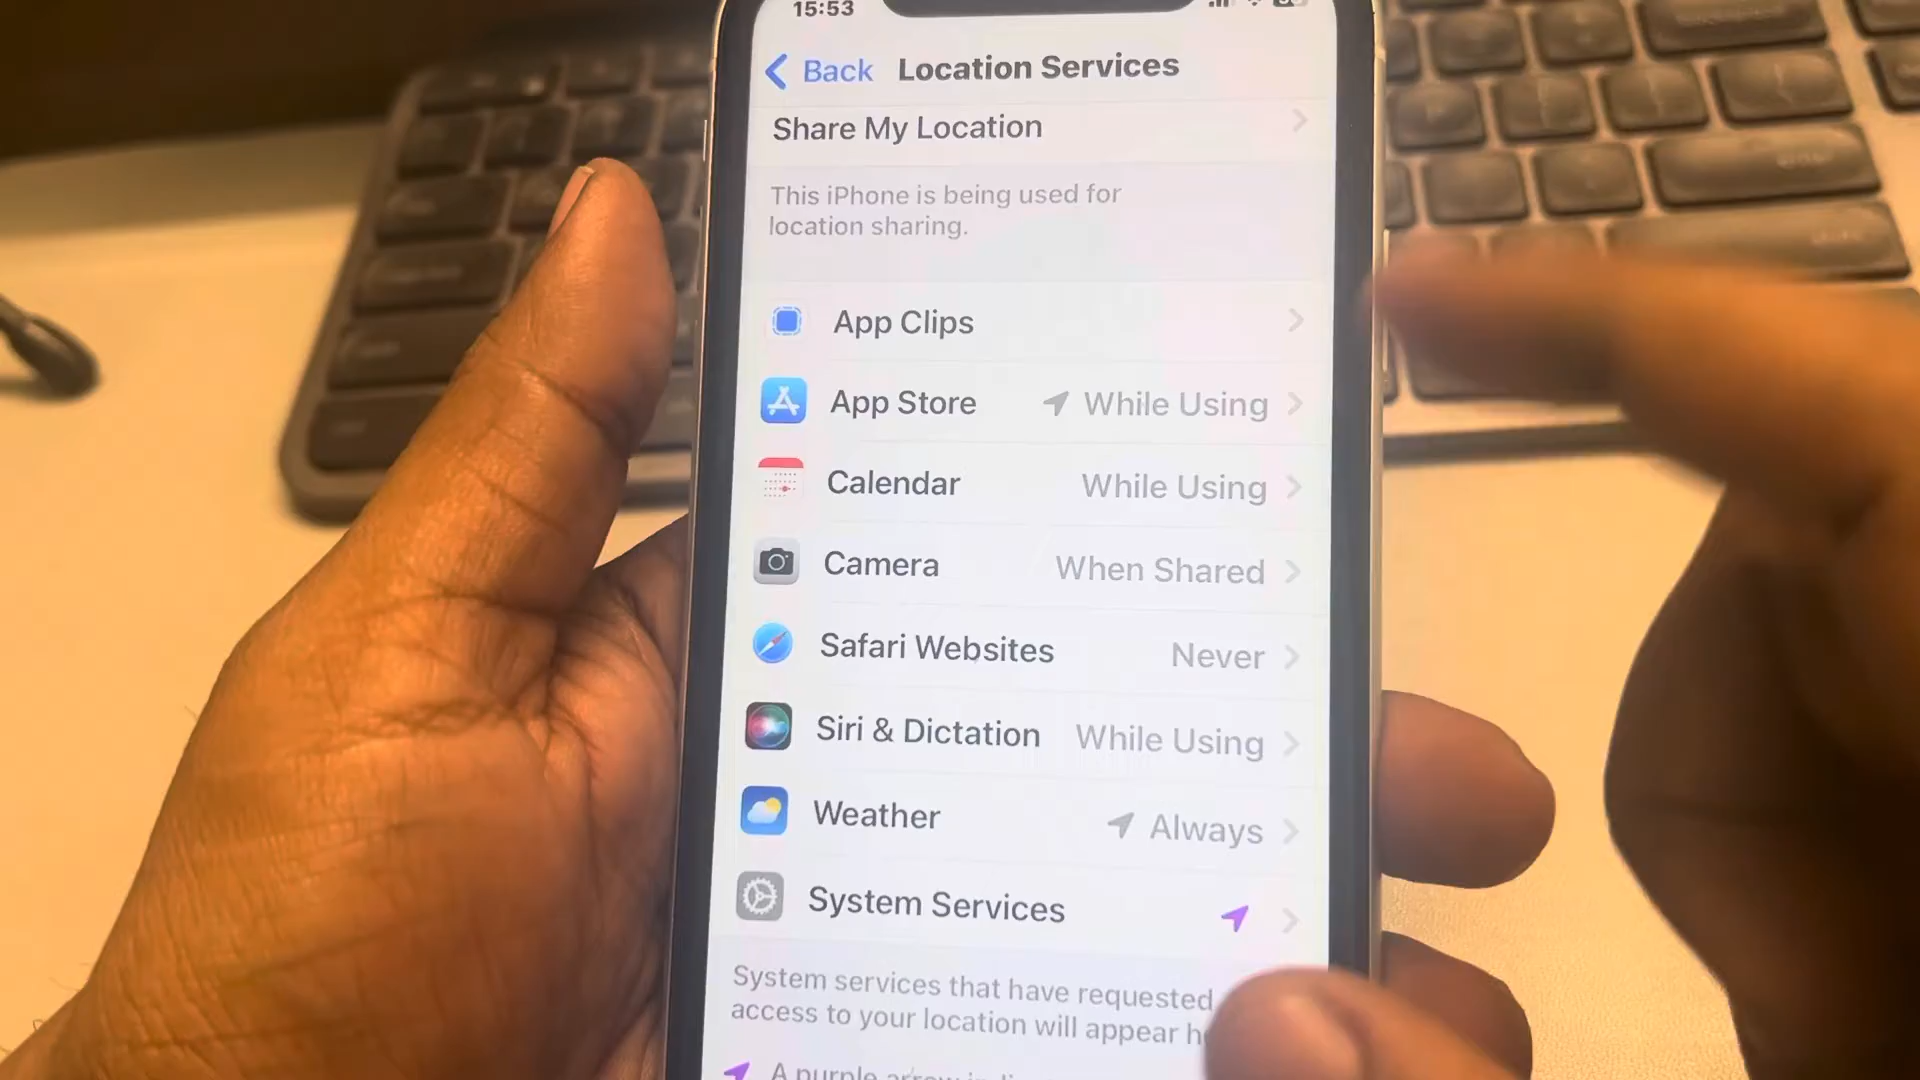 15:53
Back Location Services
Share My Location
This iPhone is being used for
location sharing.
App Clips
App Store While Using
Calendar While Using
Camera When Shared
Safari Websites Never
Siri & Dictation While Using
Weather Always
System Services
System services that have requested
access to your location will appear
A purple arrow